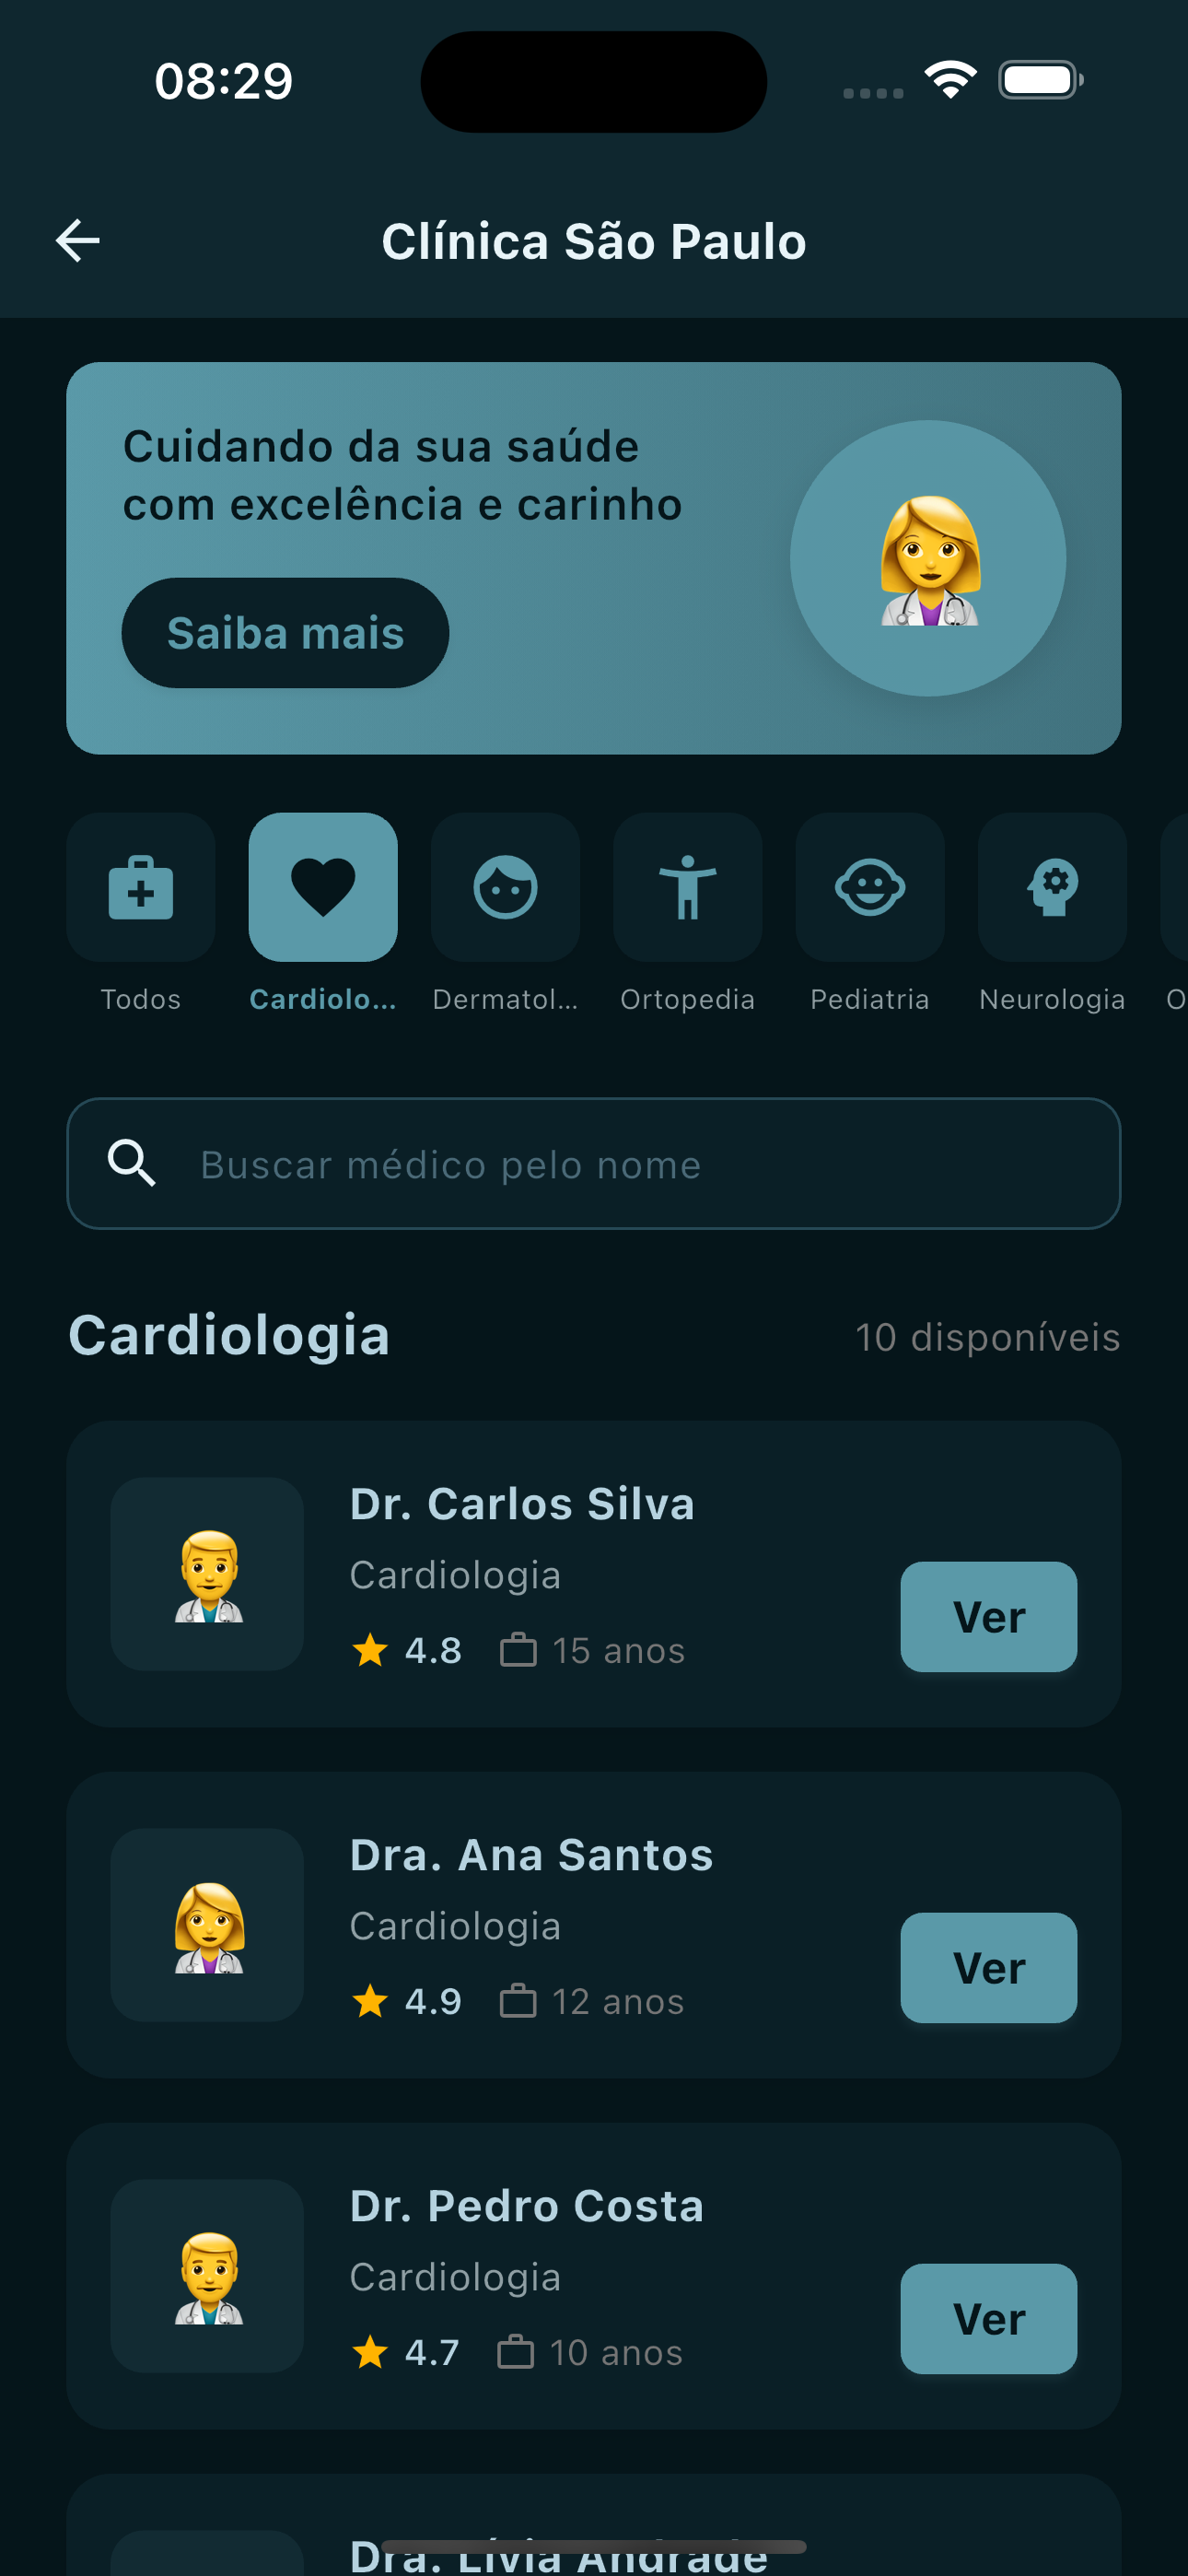 08:29
Clínica São Paulo
Cuidando da sua saúde
com excelência e carinho
Saiba mais
Todos
Cardiolo...
Dermatol...
Ortopedia
Pediatria
Neurologia
O
Buscar médico pelo nome
Cardiologia
10 disponíveis
Dr. Carlos Silva
Cardiologia
4.8
15 anos
Ver
Dra. Ana Santos
Cardiologia
4.9
12 anos
Ver
Dr. Pedro Costa
Cardiologia
4.7
10 anos
Ver
Dra. Lívia Andrade